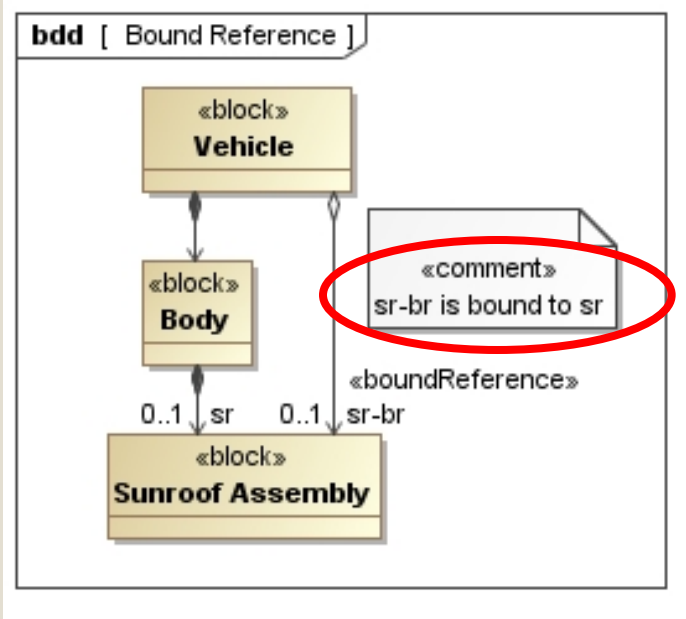 bdd [ Bound Reference ]
«block»
Vehicle
«block»
Body
«comment»
sr-br is bound to sr
«boundReference»
0..1 sr 0..1 sr-br
«block»
Sunroof Assembly